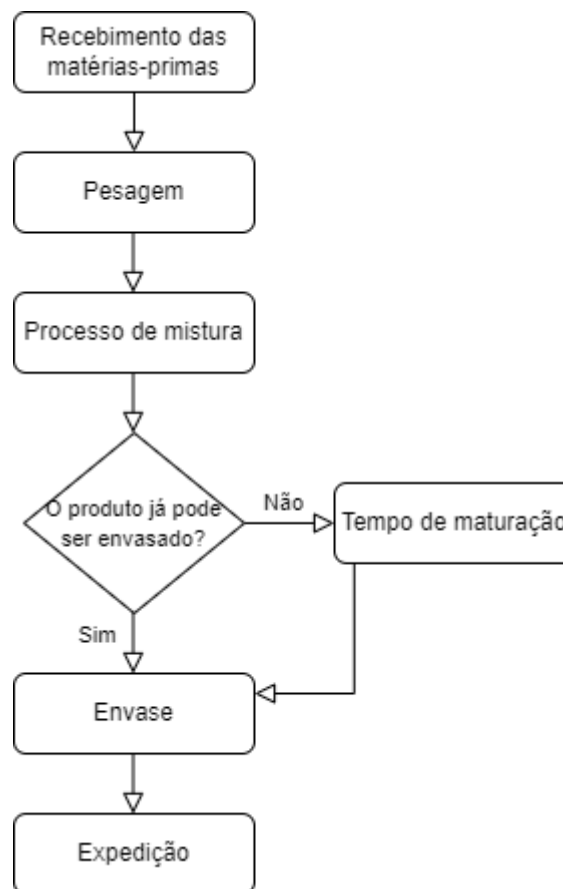 Recebimento das
matérias-primas
Pesagem
Processo de mistura
O produto já pode
ser envasado?
Não
Tempo de maturação
Sim
Envase
Expedição